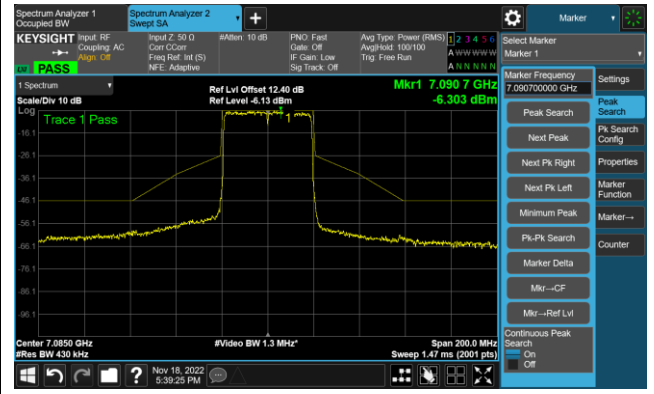 Spectrum Analyzer 1
Occupied BW
Spectrum Analyzer 2
Swept SA
+
Marker
KEYSIGHT
Input: RF
Coupling: AC
Align: Off
Input Z: 50 Ω
Corr CCorr
Freq Ref: Int (S)
NFE: Adaptive
#Atten: 10 dB
PNO: Fast
Gate: Off
IF Gain: Low
Sig Track: Off
Avg Type: Power (RMS)
Avg|Hold: 100/100
Trig: Free Run
1 2 3 4 5 6
A W W W W W
A N N N N N
PASS
Select Marker
Marker 1
1 Spectrum
Scale/Div 10 dB
Ref Lvl Offset 12.40 dB
Ref Level -6.13 dBm
Mkr1 7.090 7 GHz
-6.303 dBm
Log
Trace 1 Pass
1
-16.1
-26.1
-36.1
-46.1
-56.1
-66.1
-76.1
-86.1
-96.1
Center 7.0850 GHz
#Res BW 430 kHz
#Video BW 1.3 MHz*
Span 200.0 MHz
Sweep 1.47 ms (2001 pts)
Marker Frequency
7.090700000 GHz
Peak Search
Next Peak
Next Pk Right
Next Pk Left
Minimum Peak
Pk-Pk Search
Marker Delta
Mkr→CF
Mkr→Ref Lvl
Continuous Peak
Search
On
Off
Settings
Peak
Search
Pk Search
Config
Properties
Marker
Function
Marker→
Counter
?
Nov 18, 2022
5:39:25 PM